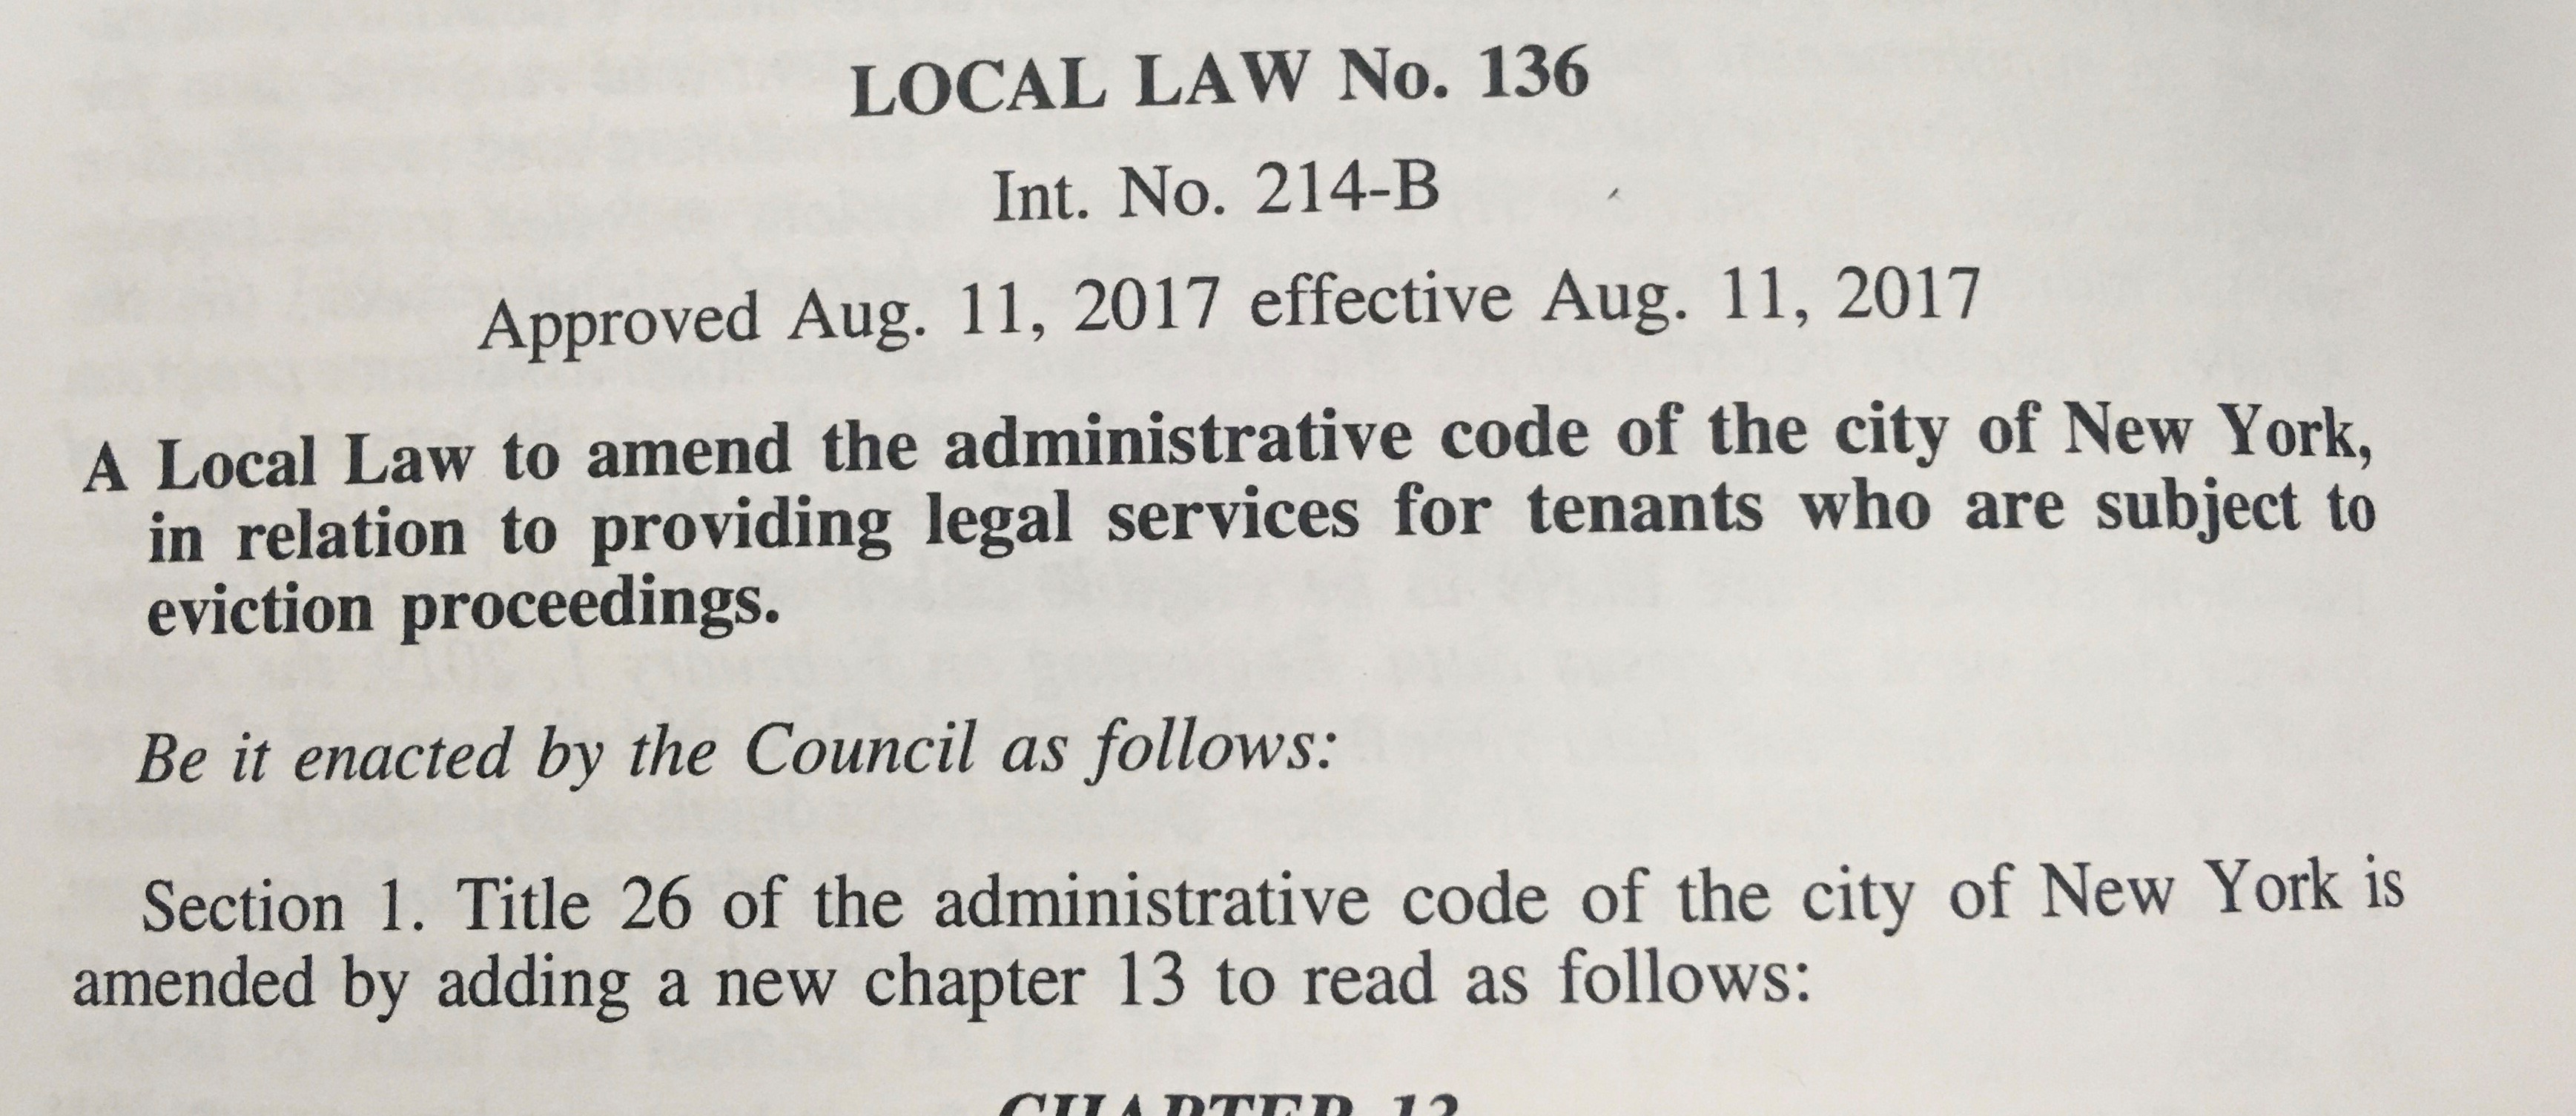 LOCAL LAW No. 136
Int. No. 214-B
Approved Aug. 11, 2017 effective Aug. 11, 2017
A Local Law to amend the administrative code of the city of New York,
in relation to providing legal services for tenants who are subject to
eviction proceedings.
Be it enacted by the Council as follows:
Section 1. Title 26 of the administrative code of the city of New York is
amended by adding a new chapter 13 to read as follows:
CHAPTER 13